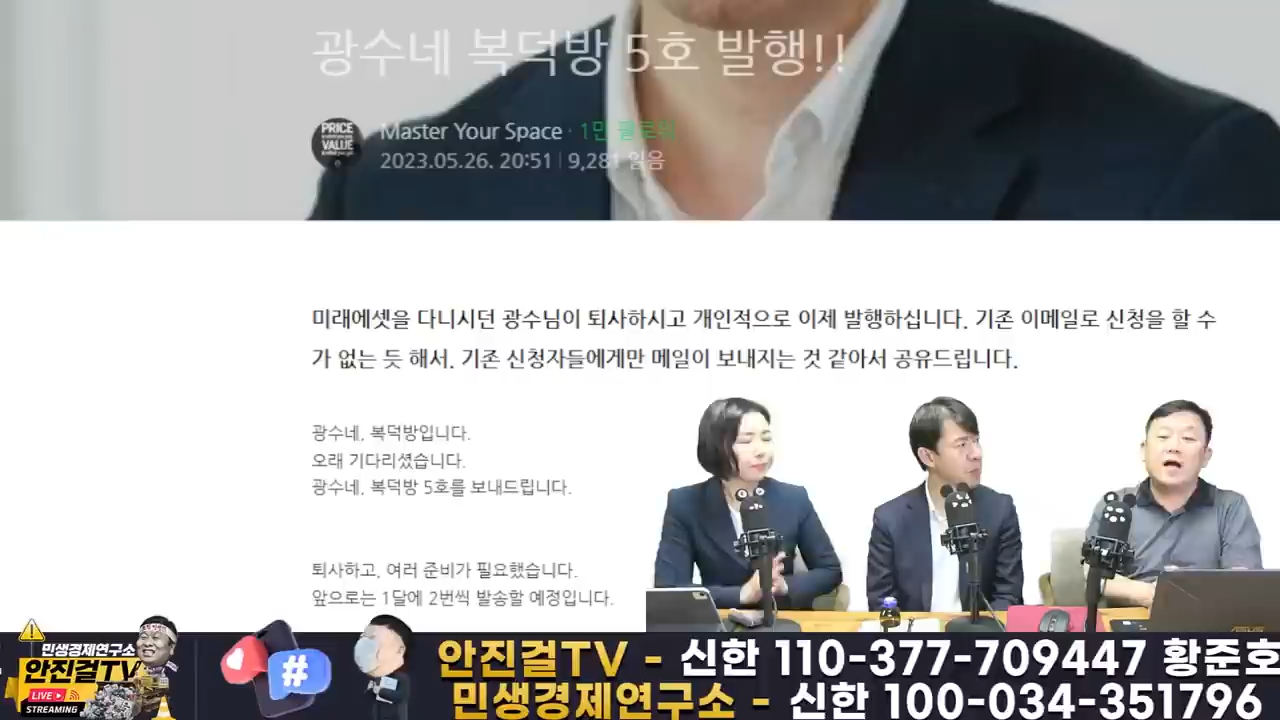 광수네 복덕방 5호 발행!!
PRICE
VALUE
Master Your Space · 1만 팔로워
2023.05.26. 20:51 | 9,281 읽음
미래에셋을 다니시던 광수님이 퇴사하시고 개인적으로 이제 발행하십니다. 기존 이메일로 신청을 할 수
가 없는 듯 해서. 기존 신청자들에게만 메일이 보내지는 것 같아서 공유드립니다.
광수네, 복덕방입니다.
오래 기다리셨습니다.
광수네, 복덕방 5호를 보내드립니다.
퇴사하고, 여러 준비가 필요했습니다.
앞으로는 1달에 2번씩 발송할 예정입니다.
민생경제연구소
안진걸TV
LIVE
STREAMING
#
안진걸TV - 신한 110-377-709447 황준호
민생경제연구소 - 신한 100-034-351796